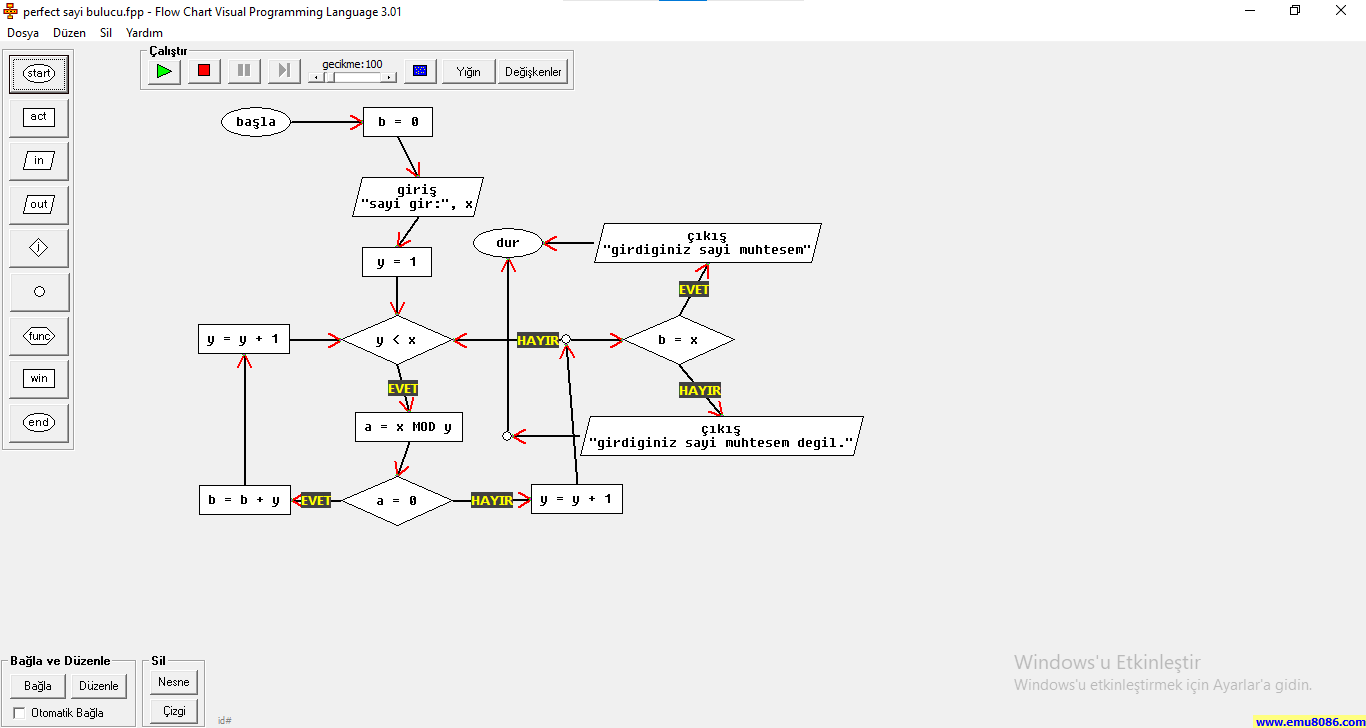 perfect sayi bulucu.fpp - Flow Chart Visual Programming Language 3.01
Dosya Düzen Sil Yardım
Çalıştır
gecikme:100
Yığın
Değişkenler
start
act
in
out
j
func
win
end
başla
b = 0
giriş
"sayi gir:", x
y = 1
dur
çıkış
"girdiginiz sayi muhtesem"
EVET
y = y + 1
y < x
HAYIR
b = x
EVET
HAYIR
a = x MOD y
çıkış
"girdiginiz sayi muhtesem degil."
b = b + y
EVET
a = 0
HAYIR
y = y + 1
Bağla ve Düzenle
Bağla
Düzenle
Otomatik Bağla
Sil
Nesne
Çizgi
id#
Windows'u Etkinleştir
Windows'u etkinleştirmek için Ayarlar'a gidin.
www.emu8086.com